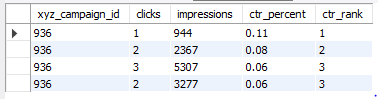 xyz_campaign_id clicks impressions ctr_percent ctr_rank
936 1 944 0.11 1
936 2 2367 0.08 2
936 3 5307 0.06 3
936 2 3277 0.06 3